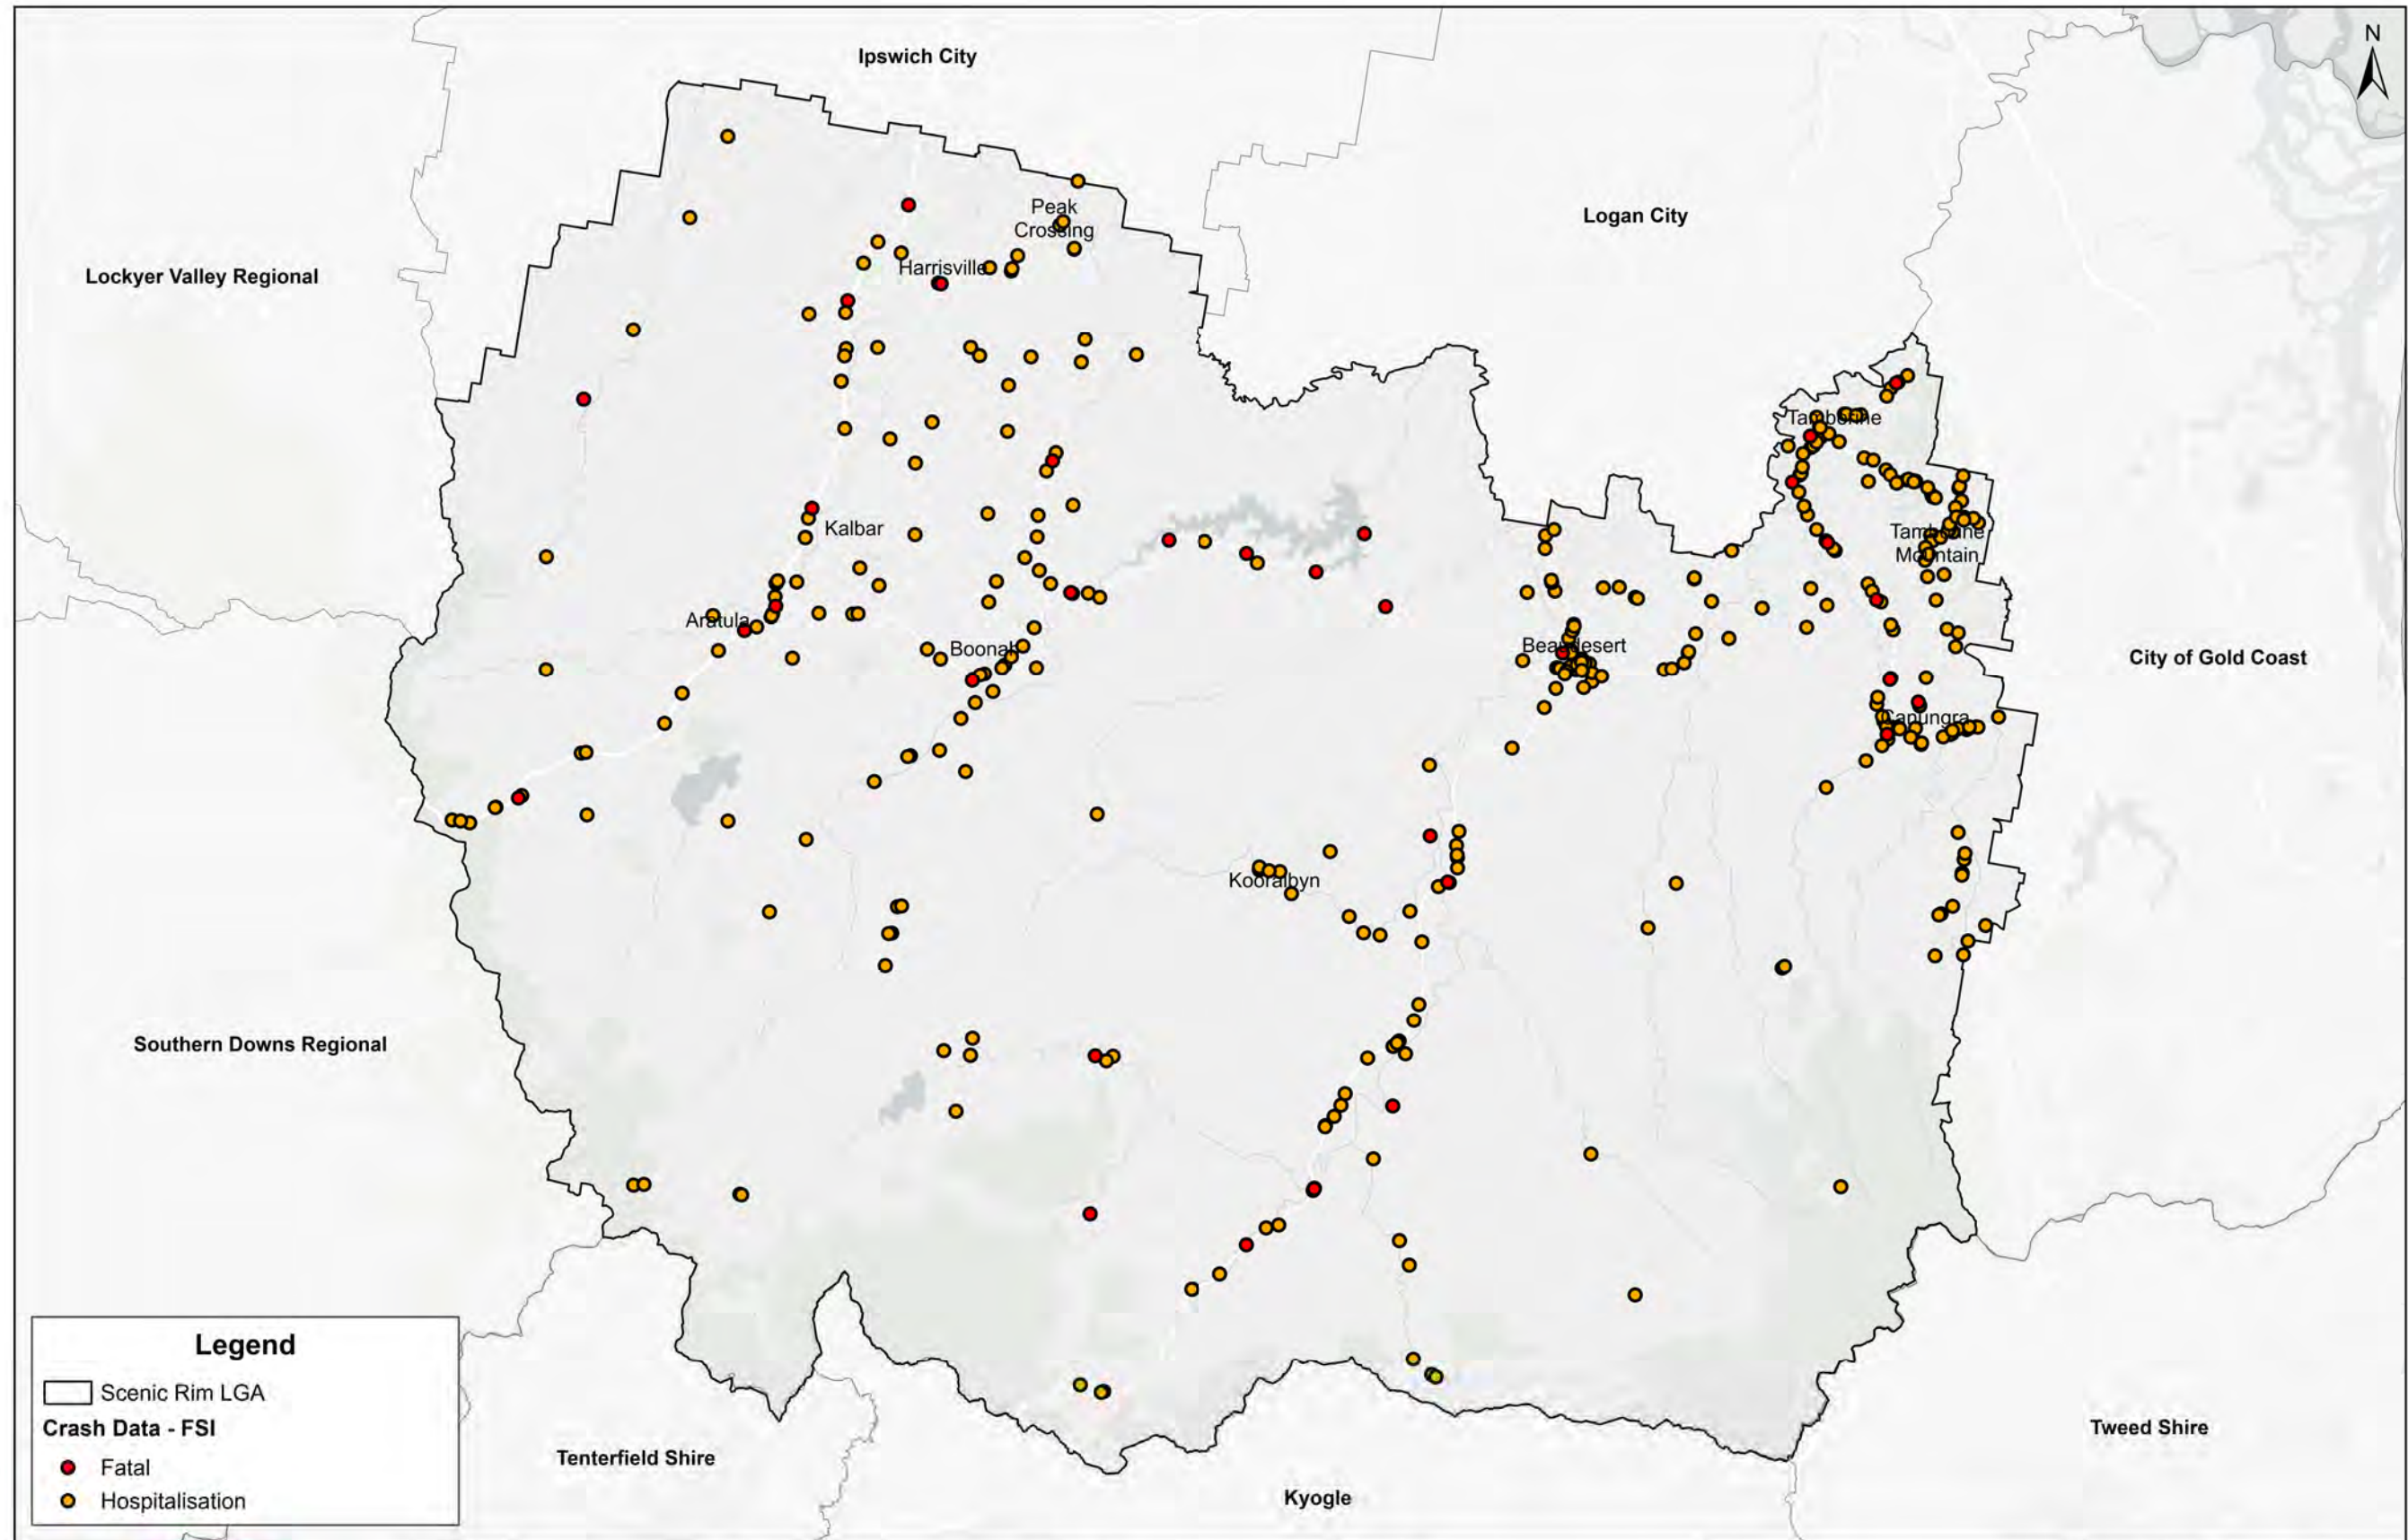 Ipswich City
N
Peak
Crossing
Logan City
Lockyer Valley Regional
Harrisville
Tamborine
Kalbar
Tamborine
Mountain
Aratula
Boonah
Beaudesert
City of Gold Coast
Canungra
Kooralbyn
Southern Downs Regional
Legend
Scenic Rim LGA
Crash Data - FSI
Fatal
Hospitalisation
Tenterfield Shire
Kyogle
Tweed Shire